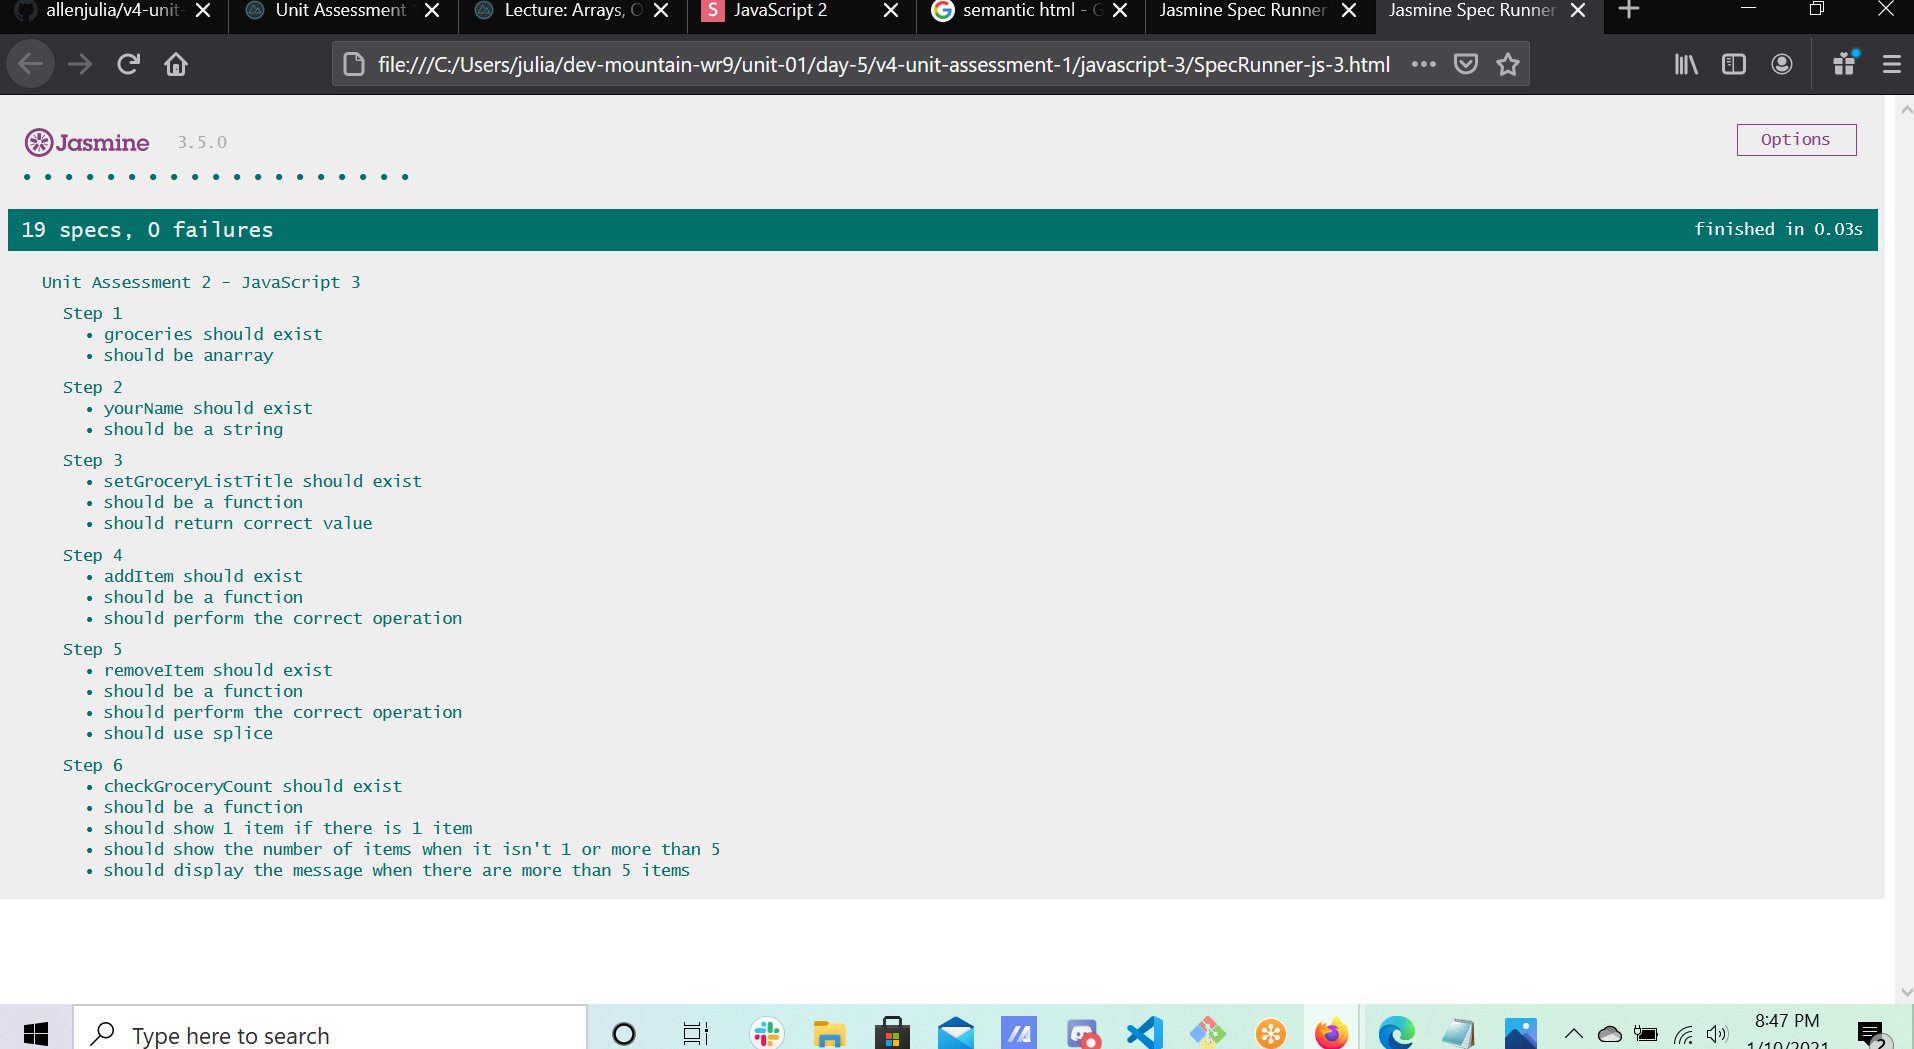 allenjulia/v4-unit-
Unit Assessment
Lecture: Arrays, O
S JavaScript 2
semantic html - G
Jasmine Spec Runner
Jasmine Spec Runner
file:///C:/Users/julia/dev-mountain-wr9/unit-01/day-5/v4-unit-assessment-1/javascript-3/SpecRunner-js-3.html
Jasmine 3.5.0
Options
19 specs, 0 failures
finished in 0.03s
Unit Assessment 2 - JavaScript 3
Step 1
• groceries should exist
• should be anarray
Step 2
• yourName should exist
• should be a string
Step 3
• setGroceryListTitle should exist
• should be a function
• should return correct value
Step 4
• addItem should exist
• should be a function
• should perform the correct operation
Step 5
• removeItem should exist
• should be a function
• should perform the correct operation
• should use splice
Step 6
• checkGroceryCount should exist
• should be a function
• should show 1 item if there is 1 item
• should show the number of items when it isn't 1 or more than 5
• should display the message when there are more than 5 items
Type here to search
8:47 PM
1/10/2021
2